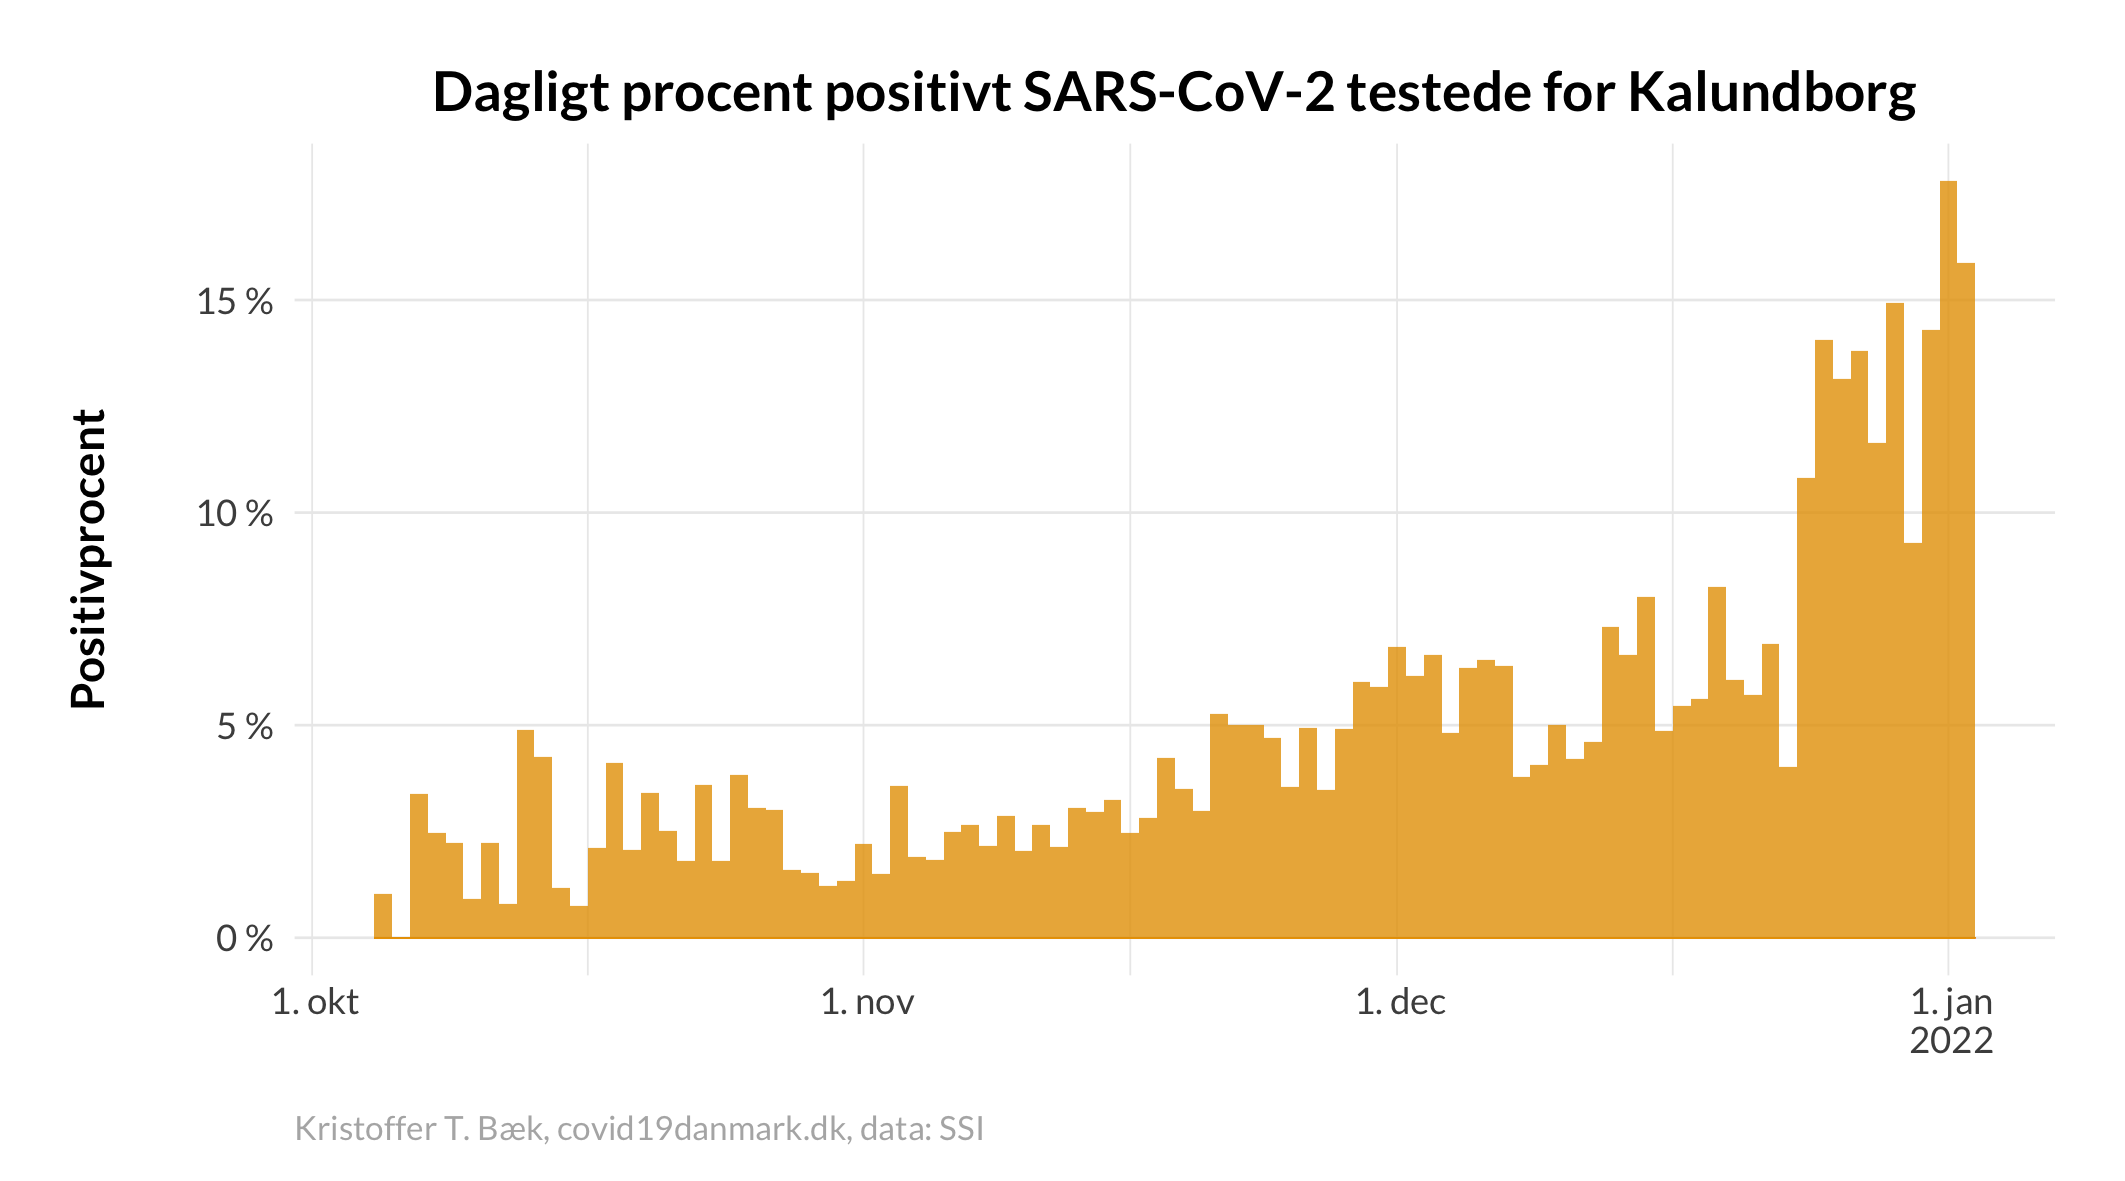 Dagligt procent positivt SARS-CoV-2 testede for Kalundborg
Positivprocent
15 %
10 %
5 %
0 %
1. okt
1. nov
1. dec
1. jan
2022
Kristoffer T. Bæk, covid19danmark.dk, data: SSI